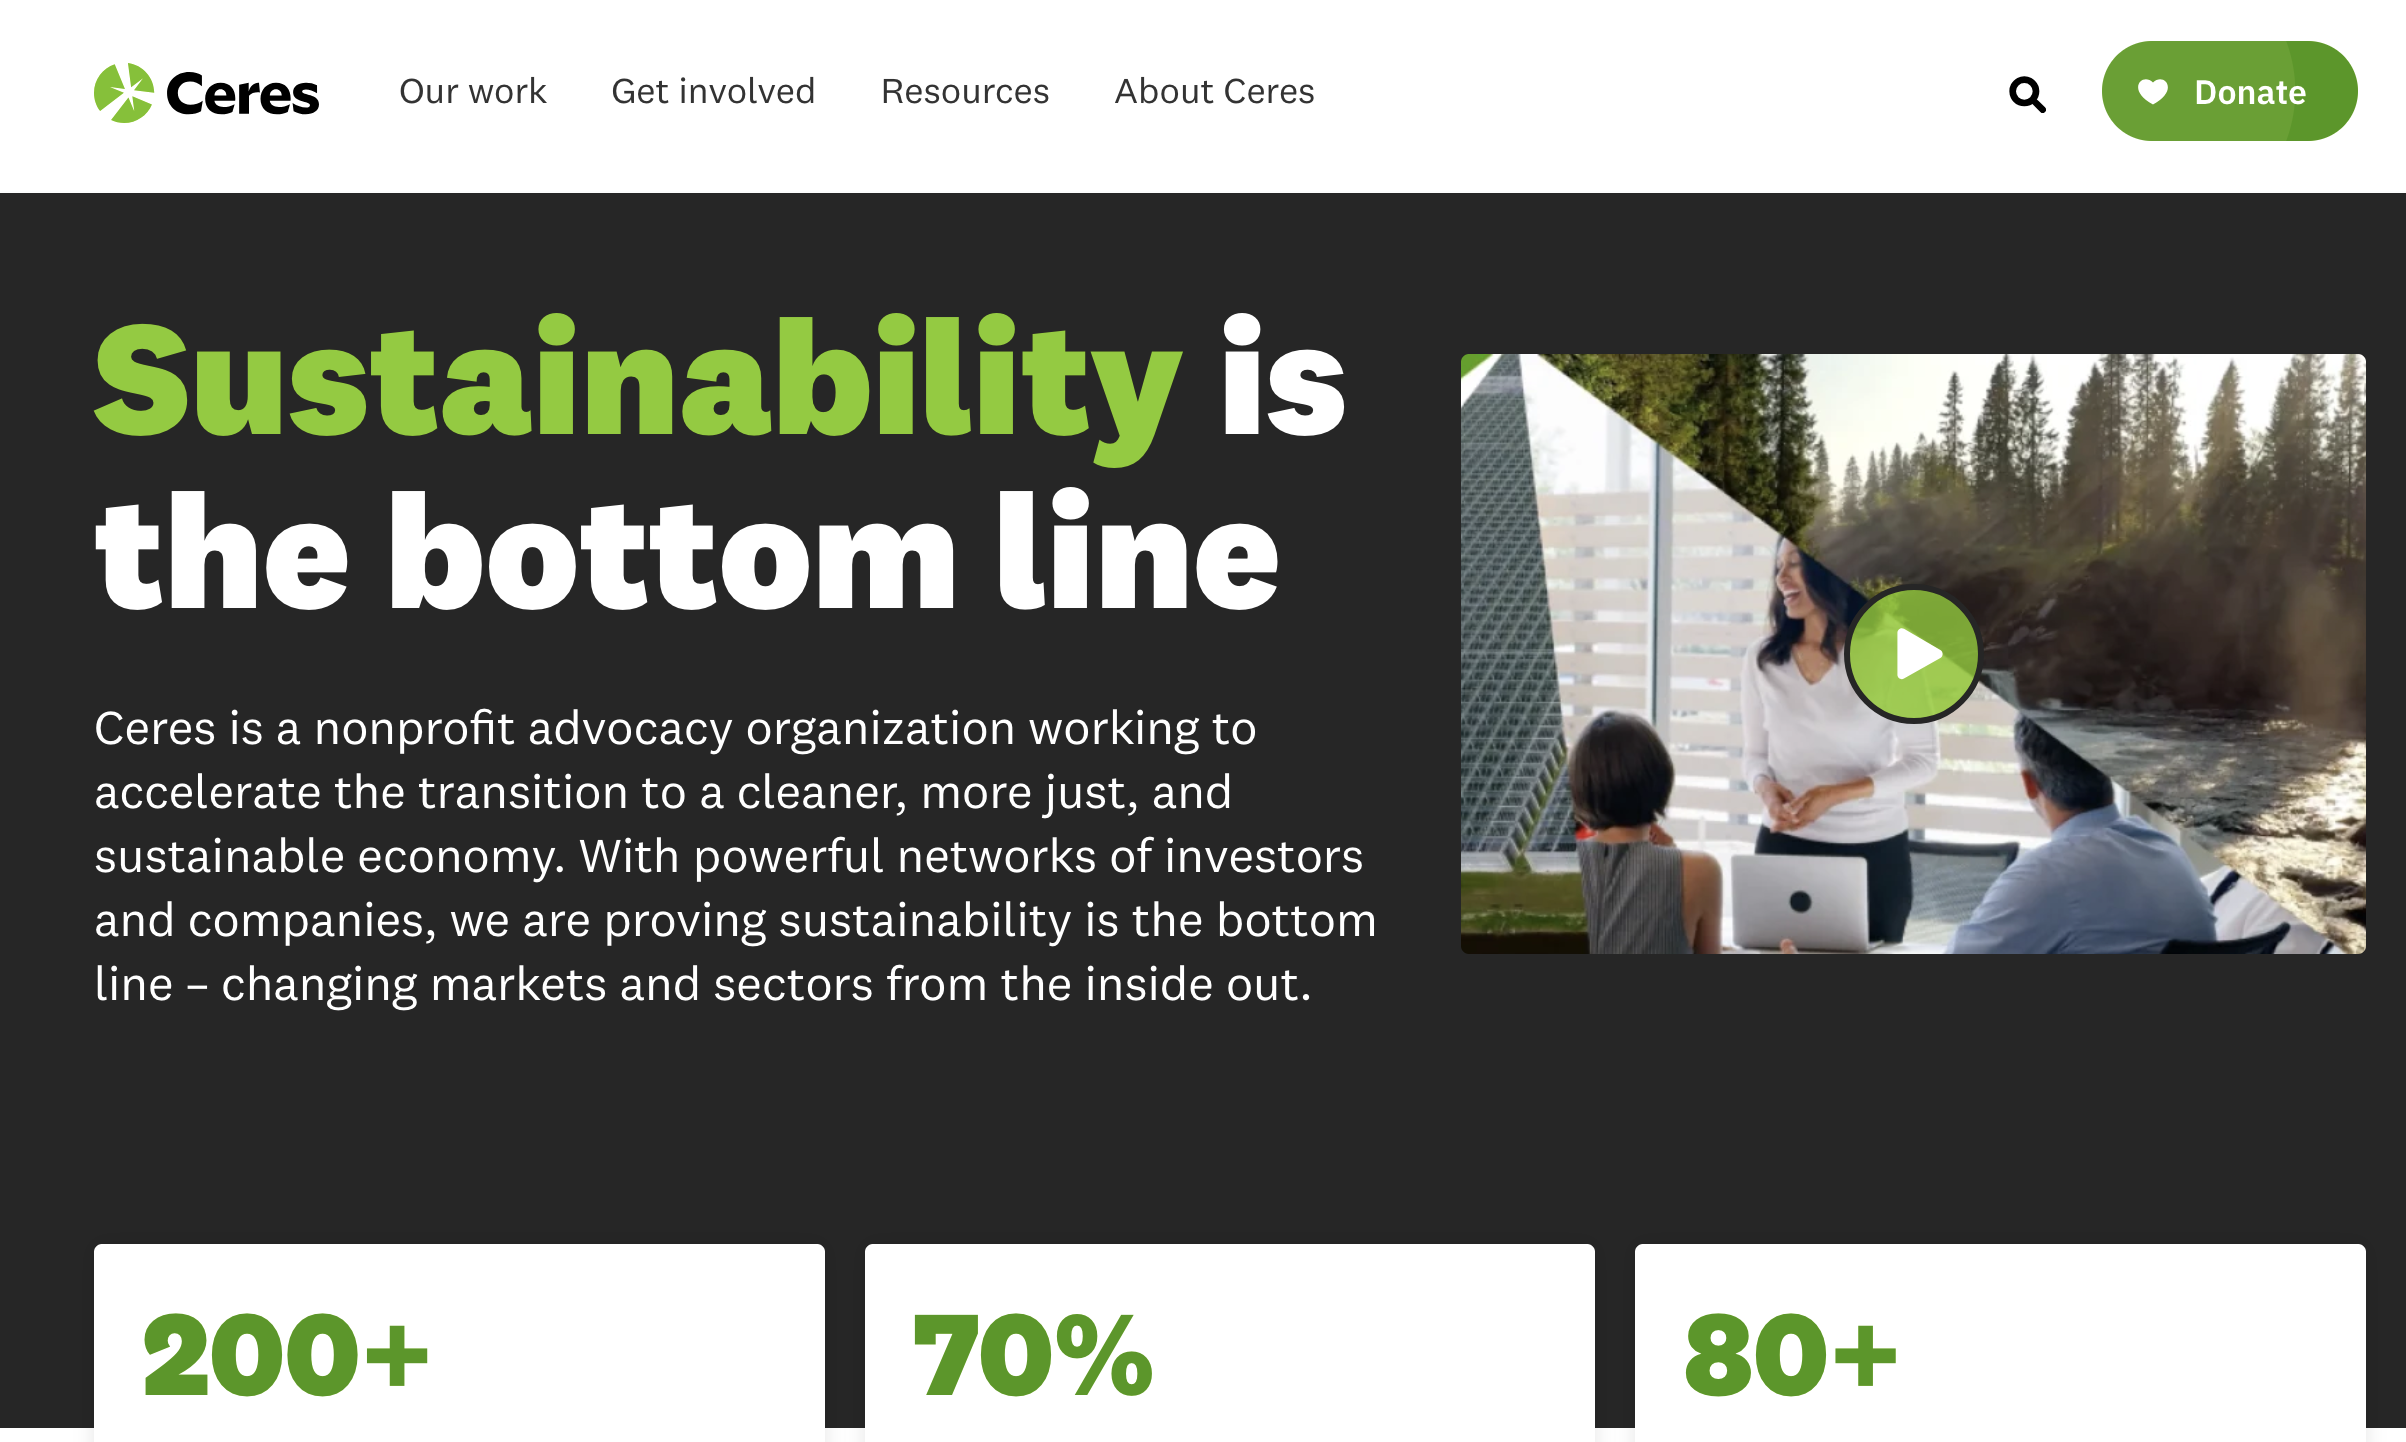 Ceres
Our work
Get involved
Resources
About Ceres
Donate
Sustainability is
the bottom line
Ceres is a nonprofit advocacy organization working to
accelerate the transition to a cleaner, more just, and
sustainable economy. With powerful networks of investors
and companies, we are proving sustainability is the bottom
line – changing markets and sectors from the inside out.
200+
70%
80+